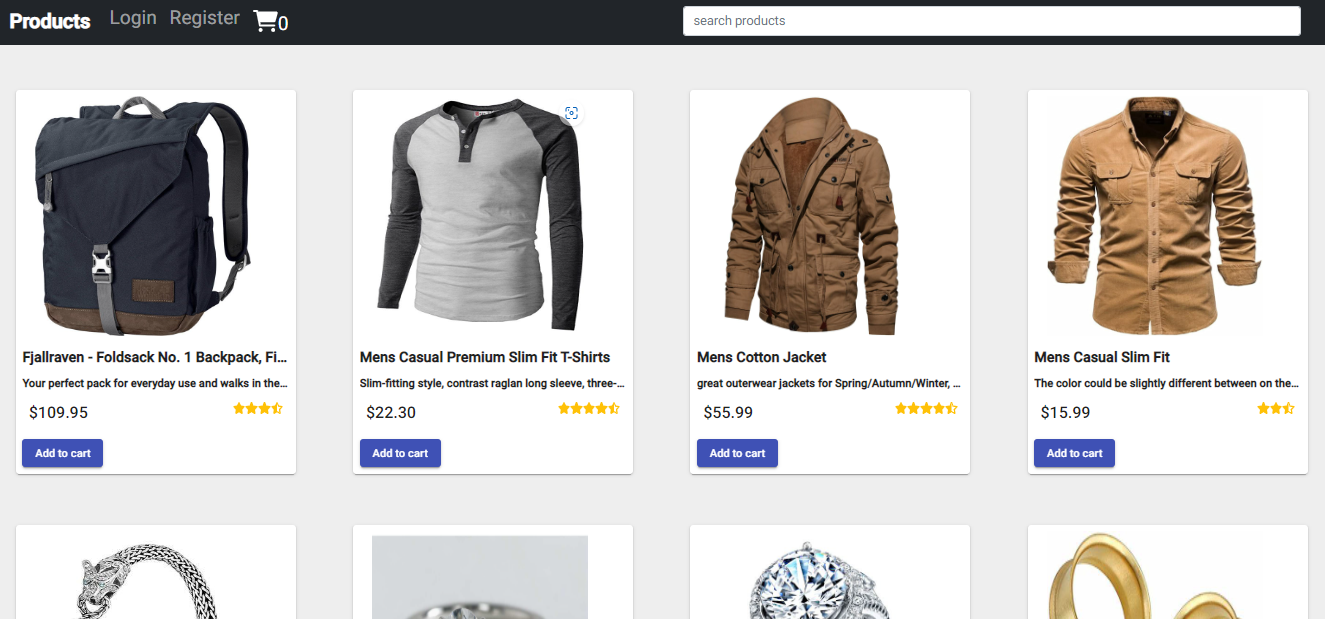 Products Login Register 0 search products
Fjallraven - Foldsack No. 1 Backpack, Fi...
Your perfect pack for everyday use and walks in the...
$109.95
Add to cart
Mens Casual Premium Slim Fit T-Shirts
Slim-fitting style, contrast raglan long sleeve, three-...
$22.30
Add to cart
Mens Cotton Jacket
great outerwear jackets for Spring/Autumn/Winter, ...
$55.99
Add to cart
Mens Casual Slim Fit
The color could be slightly different between on the...
$15.99
Add to cart